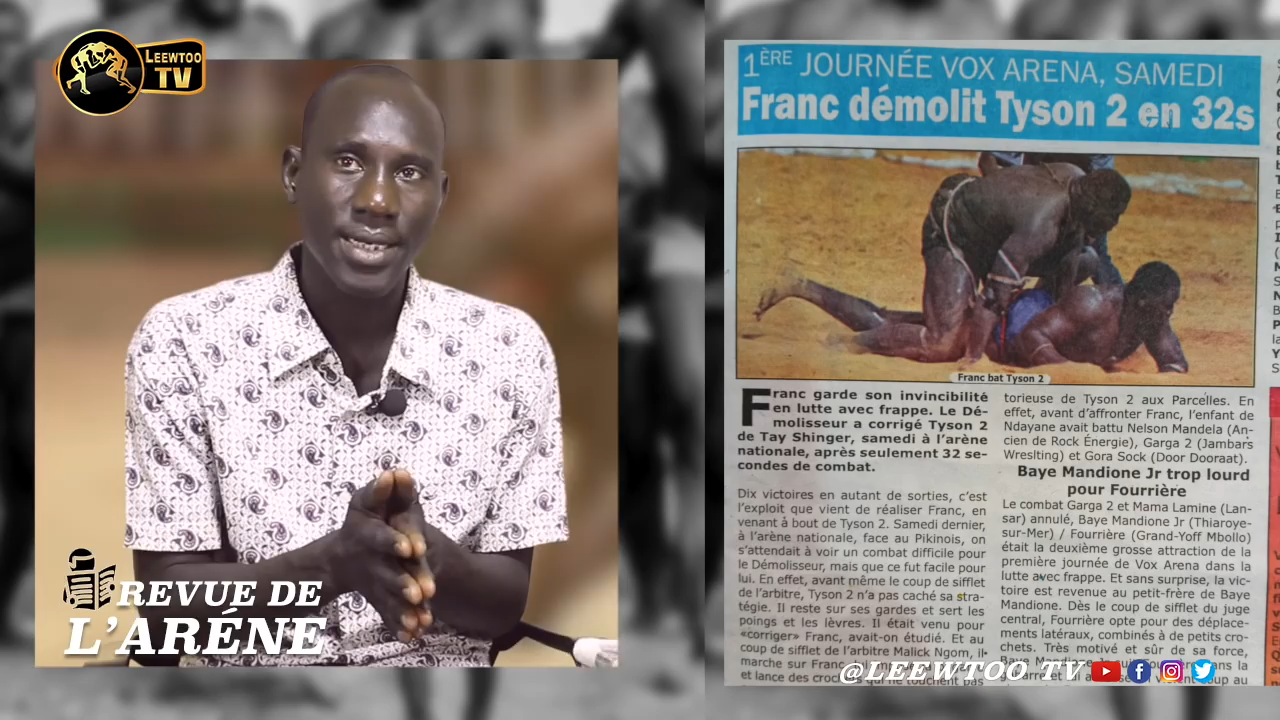 LEEWTOO
TV
REVUE DE
L'ARÉNE
1ÈRE JOURNÉE VOX ARENA, SAMEDI
Franc démolit Tyson 2 en 32s
Franc bat Tyson 2
Franc garde son invincibilité
en lutte avec frappe. Le Dé-
molisseur a corrigé Tyson 2
de Tay Shinger, samedi à l'arène
nationale, après seulement 32 se-
condes de combat.
Dix victoires en autant de sorties, c'est
l'exploit que vient de réaliser Franc, en
venant à bout de Tyson 2. Samedi dernier,
à l'arène nationale, face au Pikinois, on
s'attendait à voir un combat difficile pour
le Démolisseur, mais que ce fut facile pour
lui. En effet, avant même le coup de sifflet
de l'arbitre, Tyson 2 n'a pas caché sa stra-
tégie. Il reste sur ses gardes et sert les
poings et les lèvres. Il était venu pour
«corriger» Franc, avait-on étudié. Et au
coup de sifflet de l'arbitre Malick Ngom, il
marche sur Franc
et lance des crochets qui ne touchent pas
torieuse de Tyson 2 aux Parcelles. En
effet, avant d'affronter Franc, l'enfant de
Ndayane avait battu Nelson Mandela (An-
cien de Rock Énergie), Garga 2 (Jambars
Wreslting) et Gora Sock (Door Dooraat).
Baye Mandione Jr trop lourd
pour Fourrière
Le combat Garga 2 et Mama Lamine (Lan-
sar) annulé, Baye Mandione Jr (Thiaroye-
sur-Mer) / Fourrière (Grand-Yoff Mbollo)
était la deuxième grosse attraction de la
première journée de Vox Arena dans la
lutte avec frappe. Et sans surprise, la vic-
toire est revenue au petit-frère de Baye
Mandione. Dès le coup de sifflet du juge
central, Fourrière opte pour des déplace-
ments latéraux, combinés à de petits cro-
chets. Très motivé et sûr de sa force,
@LEEWTOO TV